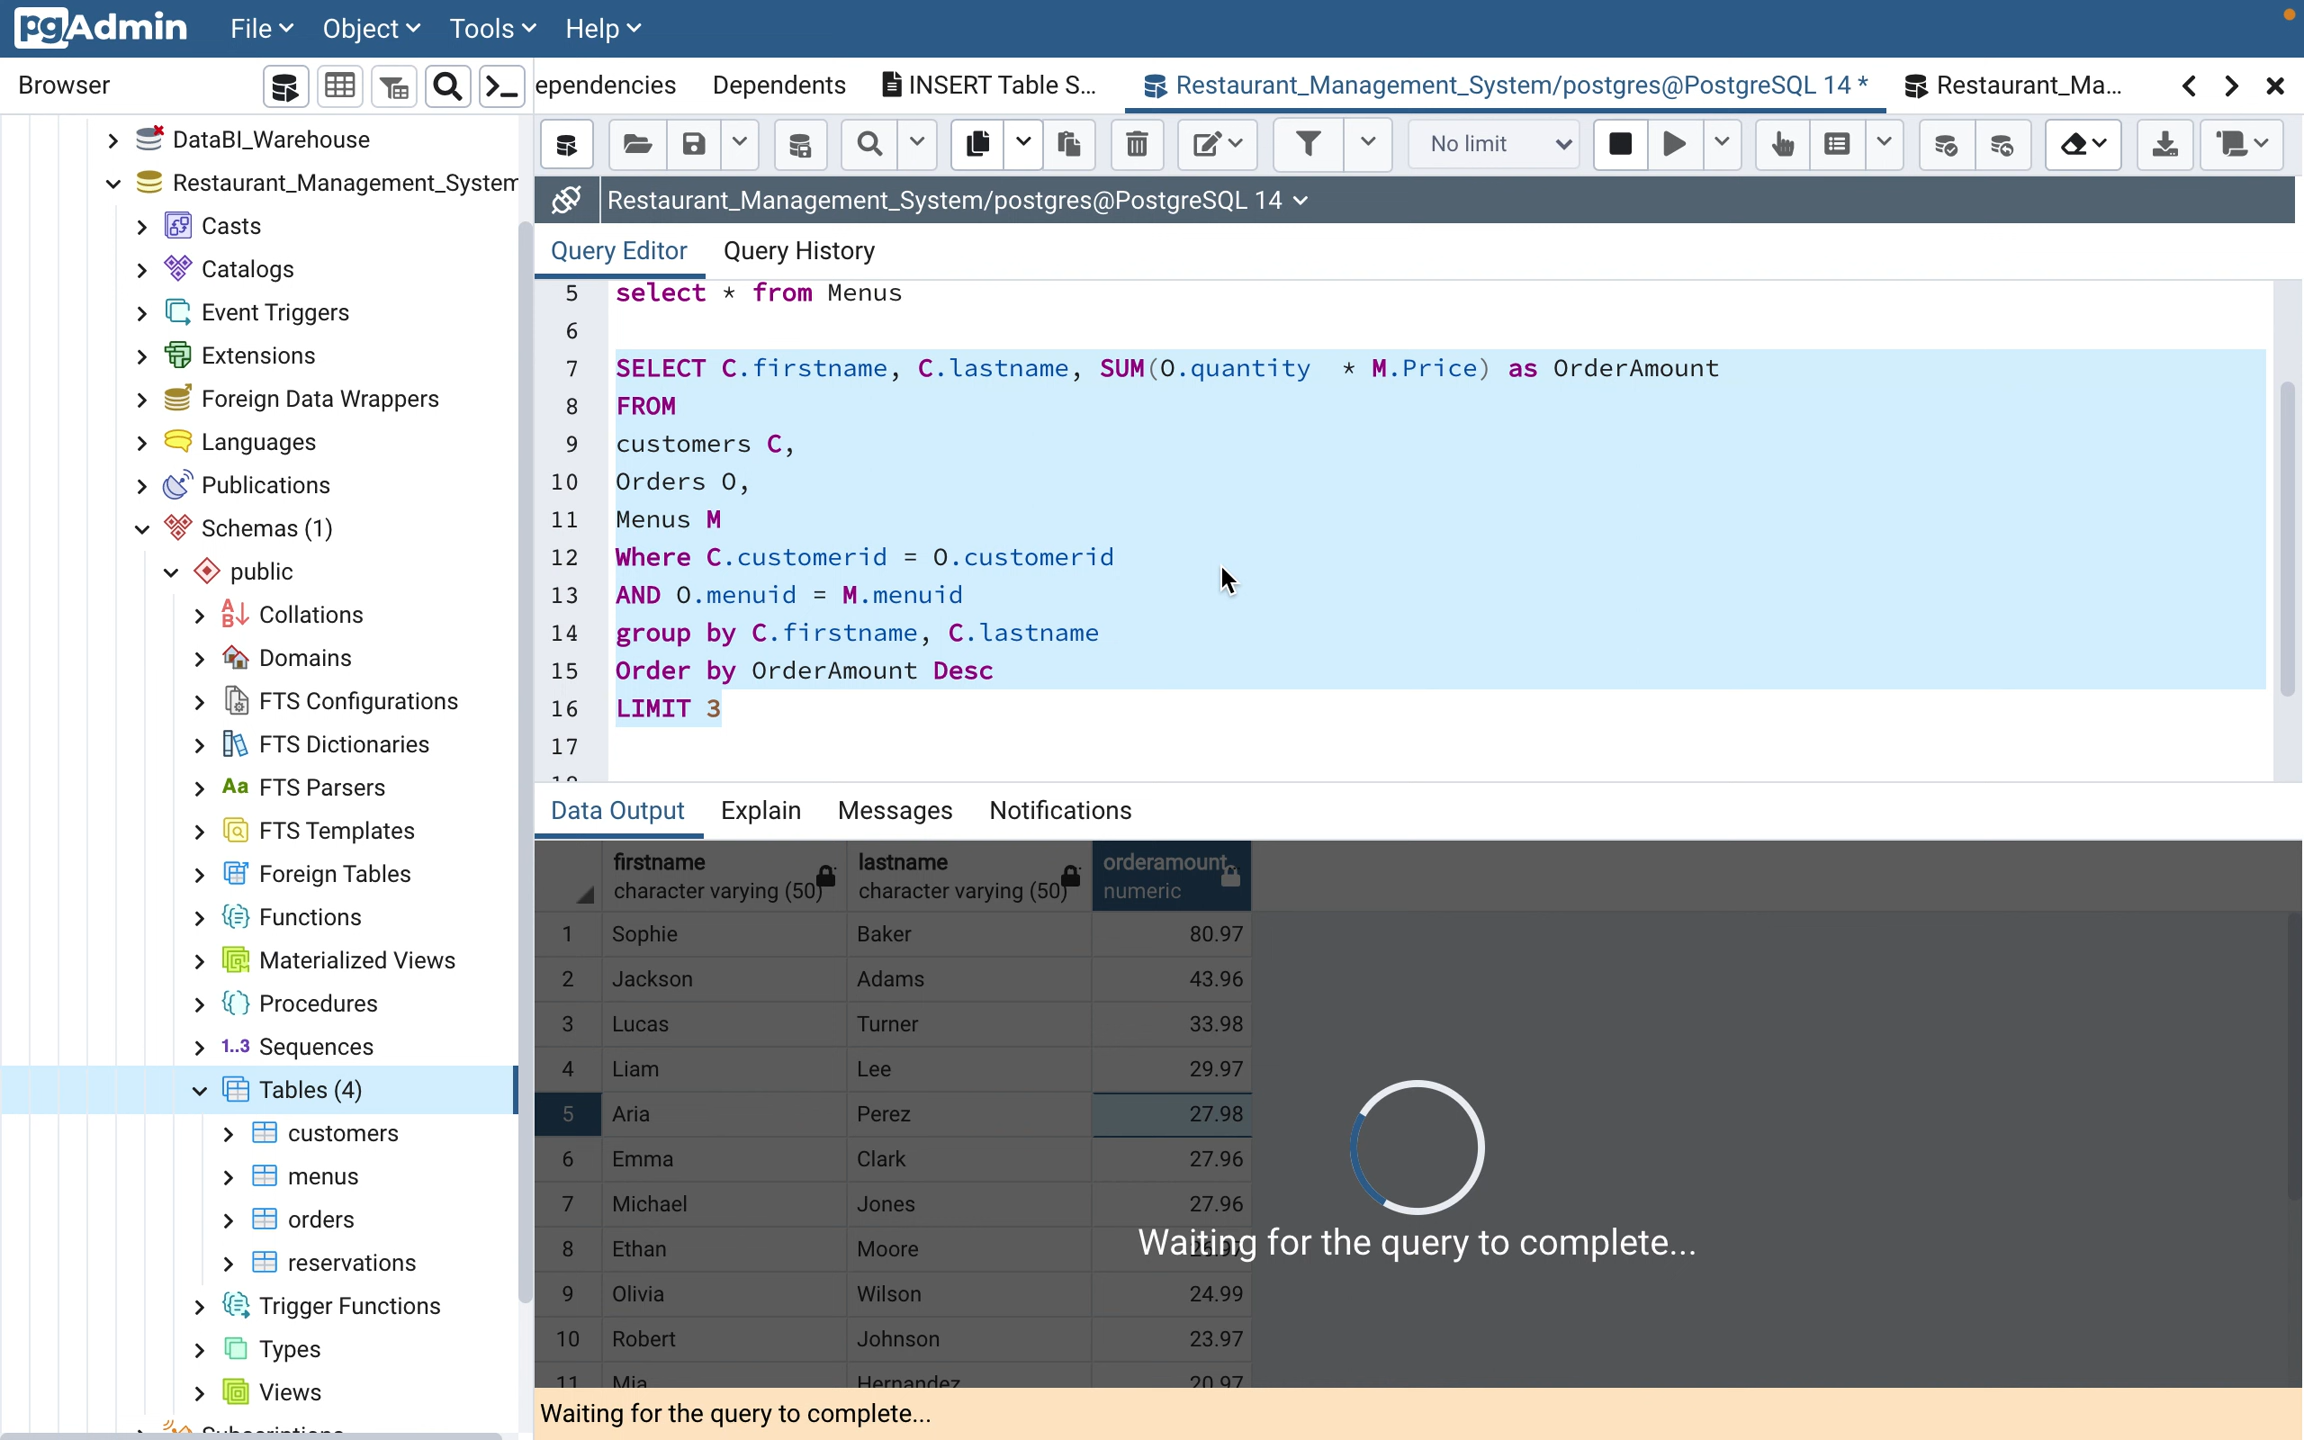 pgAdmin File Object Tools Help
Browser
ependencies Dependents INSERT Table S... Restaurant_Management_System/postgres@PostgreSQL 14 * Restaurant_Ma...
No limit
Restaurant_Management_System/postgres@PostgreSQL 14
Query Editor Query History
DataBI_Warehouse
Restaurant_Management_System
Casts
Catalogs
Event Triggers
Extensions
Foreign Data Wrappers
Languages
Publications
Schemas (1)
public
Collations
Domains
FTS Configurations
FTS Dictionaries
Aa FTS Parsers
FTS Templates
Foreign Tables
Functions
Materialized Views
Procedures
1..3 Sequences
Tables (4)
customers
menus
orders
reservations
Trigger Functions
Types
Views
5 select * from Menus
6
7 SELECT C.firstname, C.lastname, SUM(O.quantity  * M.Price) as OrderAmount
8 FROM
9 customers C,
10 Orders O,
11 Menus M
12 Where C.customerid = O.customerid
13 AND O.menuid = M.menuid
14 group by C.firstname, C.lastname
15 Order by OrderAmount Desc
16 LIMIT 3
17
Data Output Explain Messages Notifications
firstname lastname orderamount
character varying (50) character varying (50) numeric
1 Sophie Baker 80.97
2 Jackson Adams 43.96
3 Lucas Turner 33.98
4 Liam Lee 29.97
5 Aria Perez 27.98
6 Emma Clark 27.96
7 Michael Jones 27.96
8 Ethan Moore
Waiting for the query to complete...
9 Olivia Wilson 24.99
10 Robert Johnson 23.97
11 Mia Hernandez 20.97
Waiting for the query to complete...